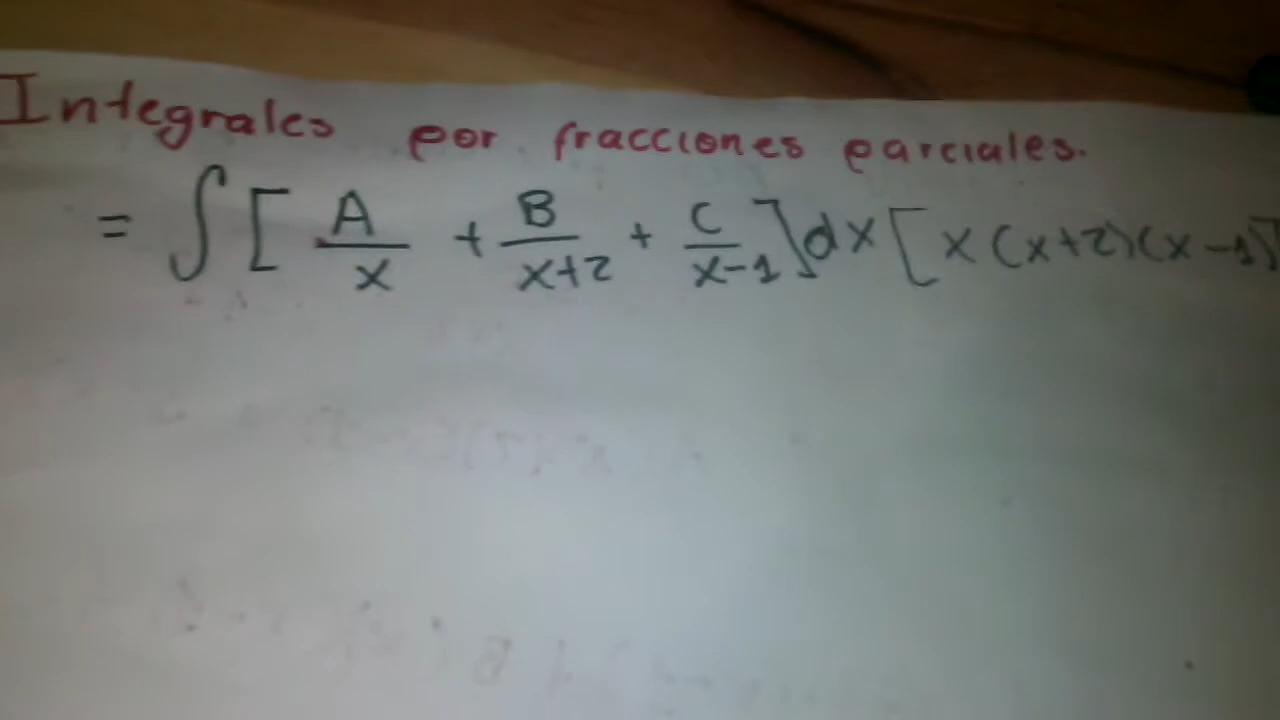 Integrales por fracciones parciales.
= ∫ [ A/x + B/x+2 + C/x-1 ] dx [ x (x+2)(x-1) ]